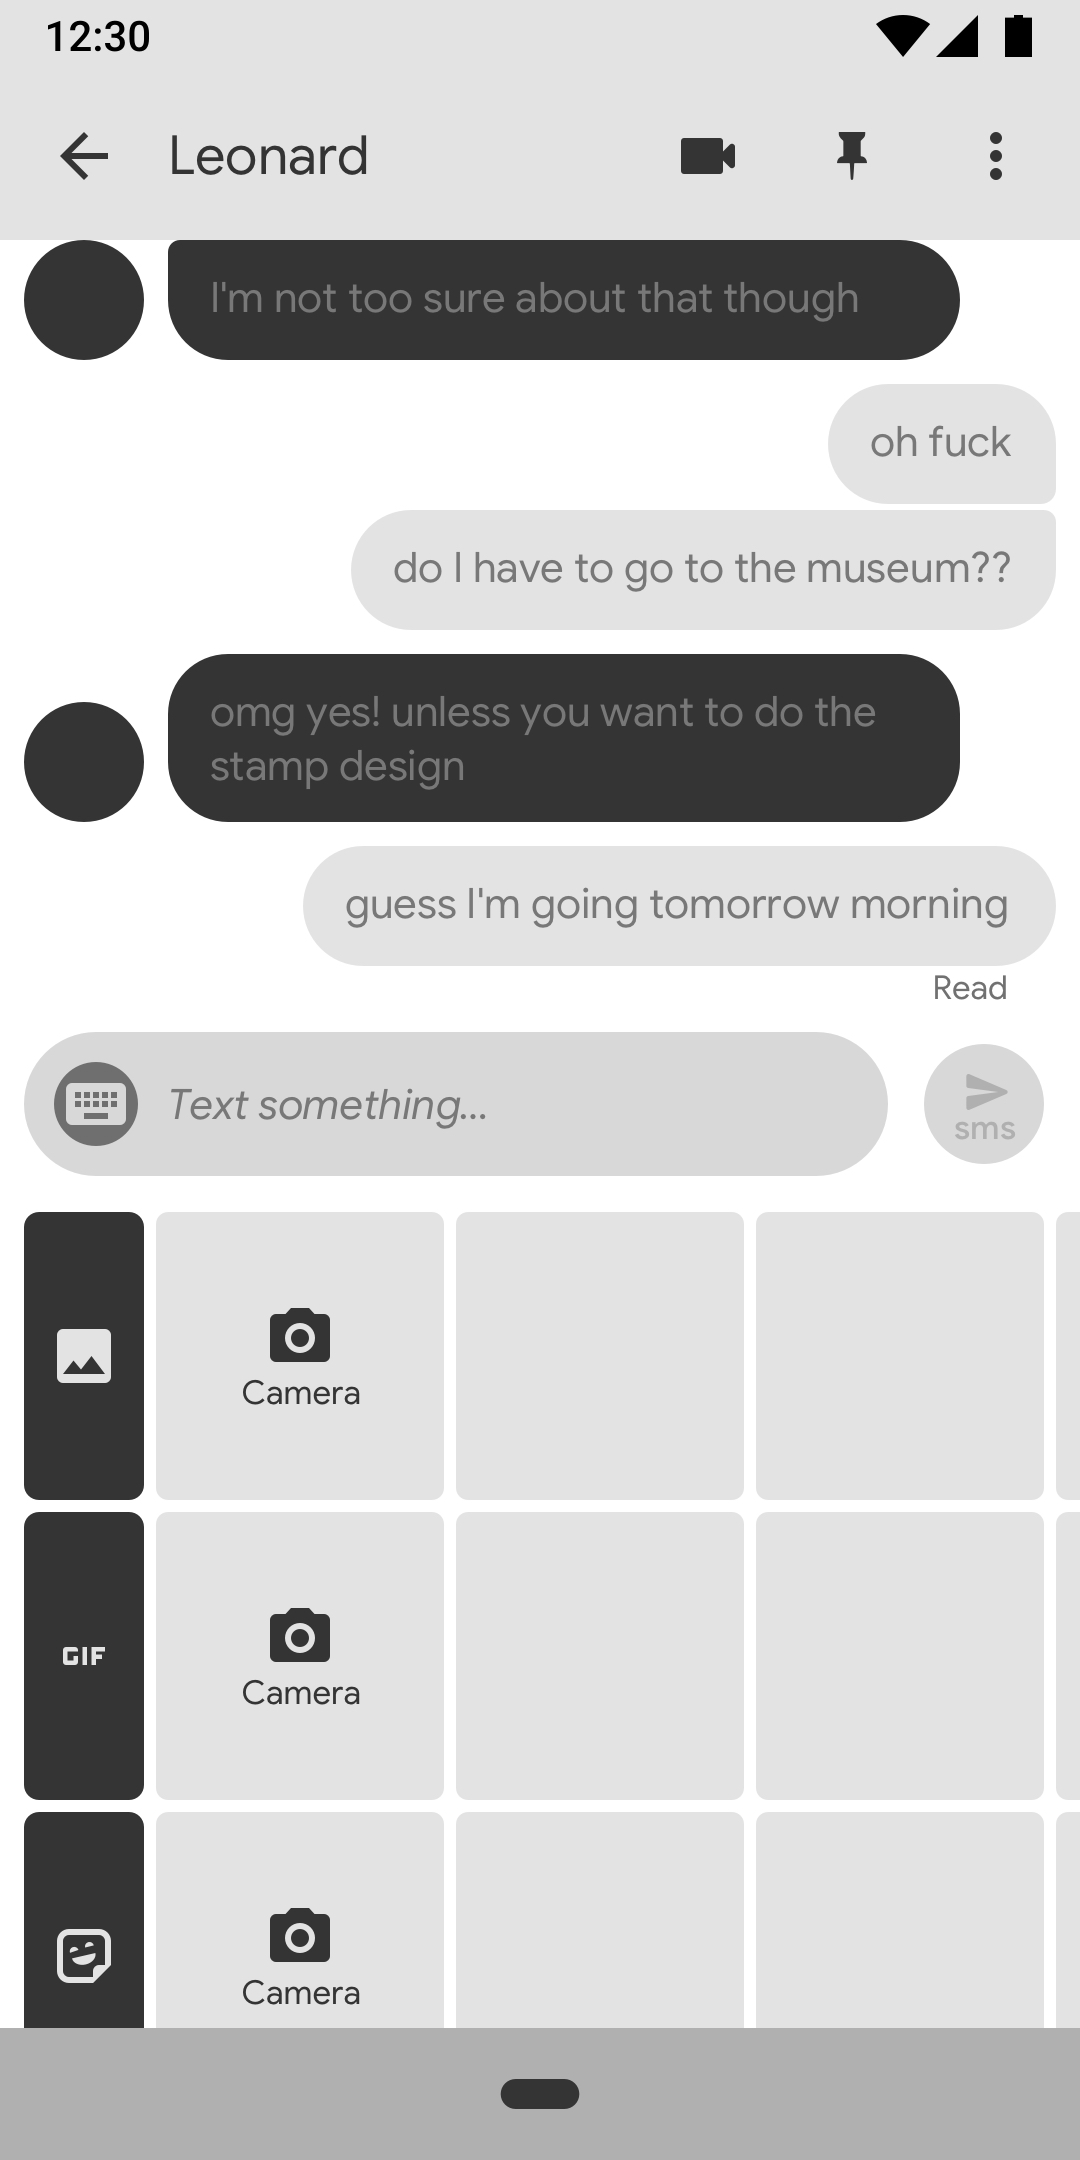 12:30
Leonard
I'm not too sure about that though
oh fuck
do I have to go to the museum??
omg yes! unless you want to do the
stamp design
guess I'm going tomorrow morning
Read
Text something...
sms
Camera
GIF
Camera
Camera